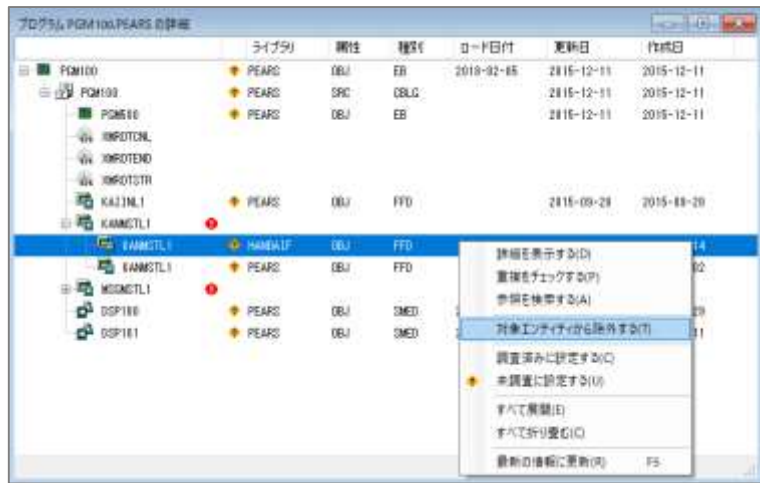 プログラム PGM100.PEARS の詳細
ライブラリ 属性 種別 ロード日付 更新日 作成日
PGM100 PEARS OBJ EB 2015-12-11 2015-12-11
PGM100 PEARS SRC CBLG 2015-12-11 2015-12-11
PGM500 PEARS OBJ EB 2015-12-11 2015-12-11
XMROTCNL
XMROTEND
XMROTSTR
PEARS OBJ FFD
KANMSTL1
KANMSTL1 HANDAIF OBJ FFD 14
KANMSTL1 PEARS OBJ FFD 02
DSP100 PEARS OBJ SMED 29
DSP101 PEARS OBJ SMED 11
詳細を表示する(D)
重複をチェックする(P)
参照を検索する(A)
対象エンティティから除外する(T)
調査済みに設定する(C)
未調査に設定する(U)
すべて展開(E)
すべて折り畳む(C)
最新の情報に更新(R) F5